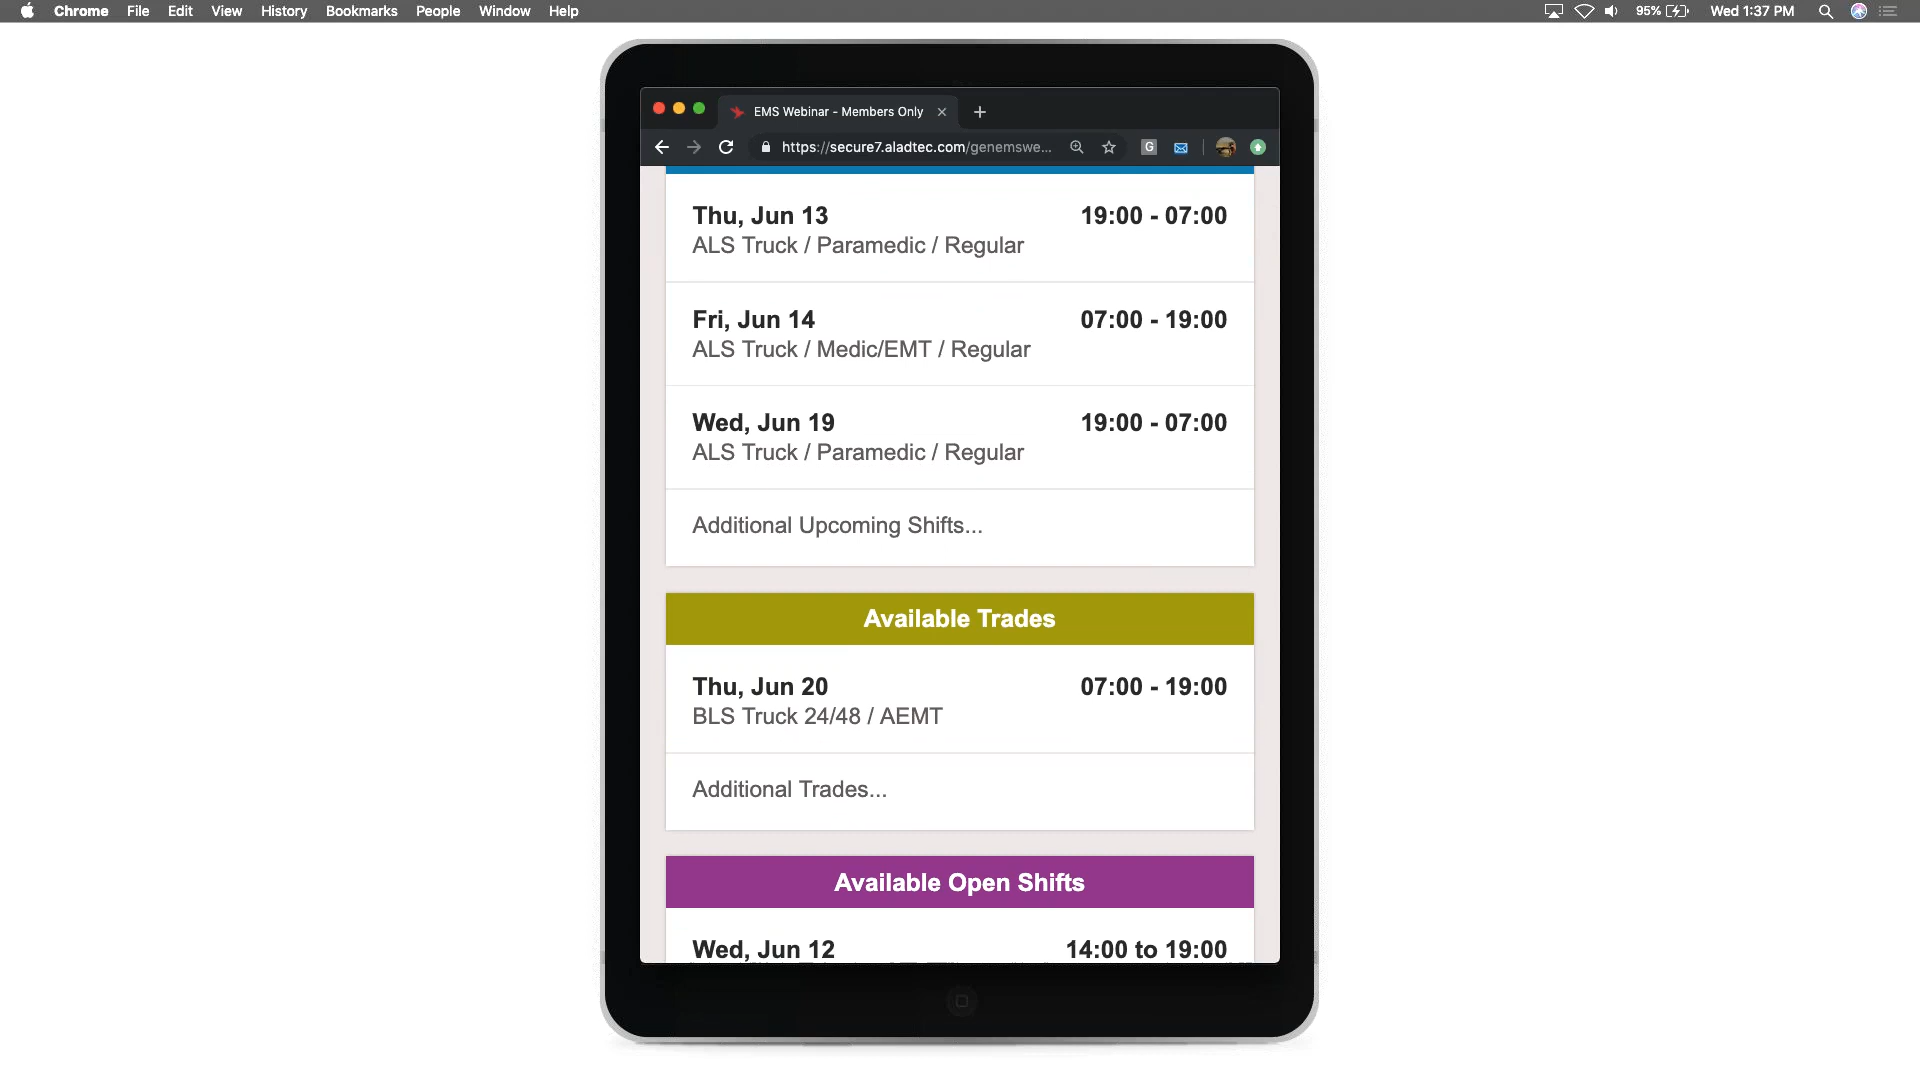 Chrome File Edit View History Bookmarks People Window Help 95% Wed 1:37 PM
EMS Webinar - Members Only
https://secure7.aladtec.com/genemswe... G
Thu, Jun 13 19:00 - 07:00
ALS Truck / Paramedic / Regular
Fri, Jun 14 07:00 - 19:00
ALS Truck / Medic/EMT / Regular
Wed, Jun 19 19:00 - 07:00
ALS Truck / Paramedic / Regular
Additional Upcoming Shifts...
Available Trades
Thu, Jun 20 07:00 - 19:00
BLS Truck 24/48 / AEMT
Additional Trades...
Available Open Shifts
Wed, Jun 12 14:00 to 19:00